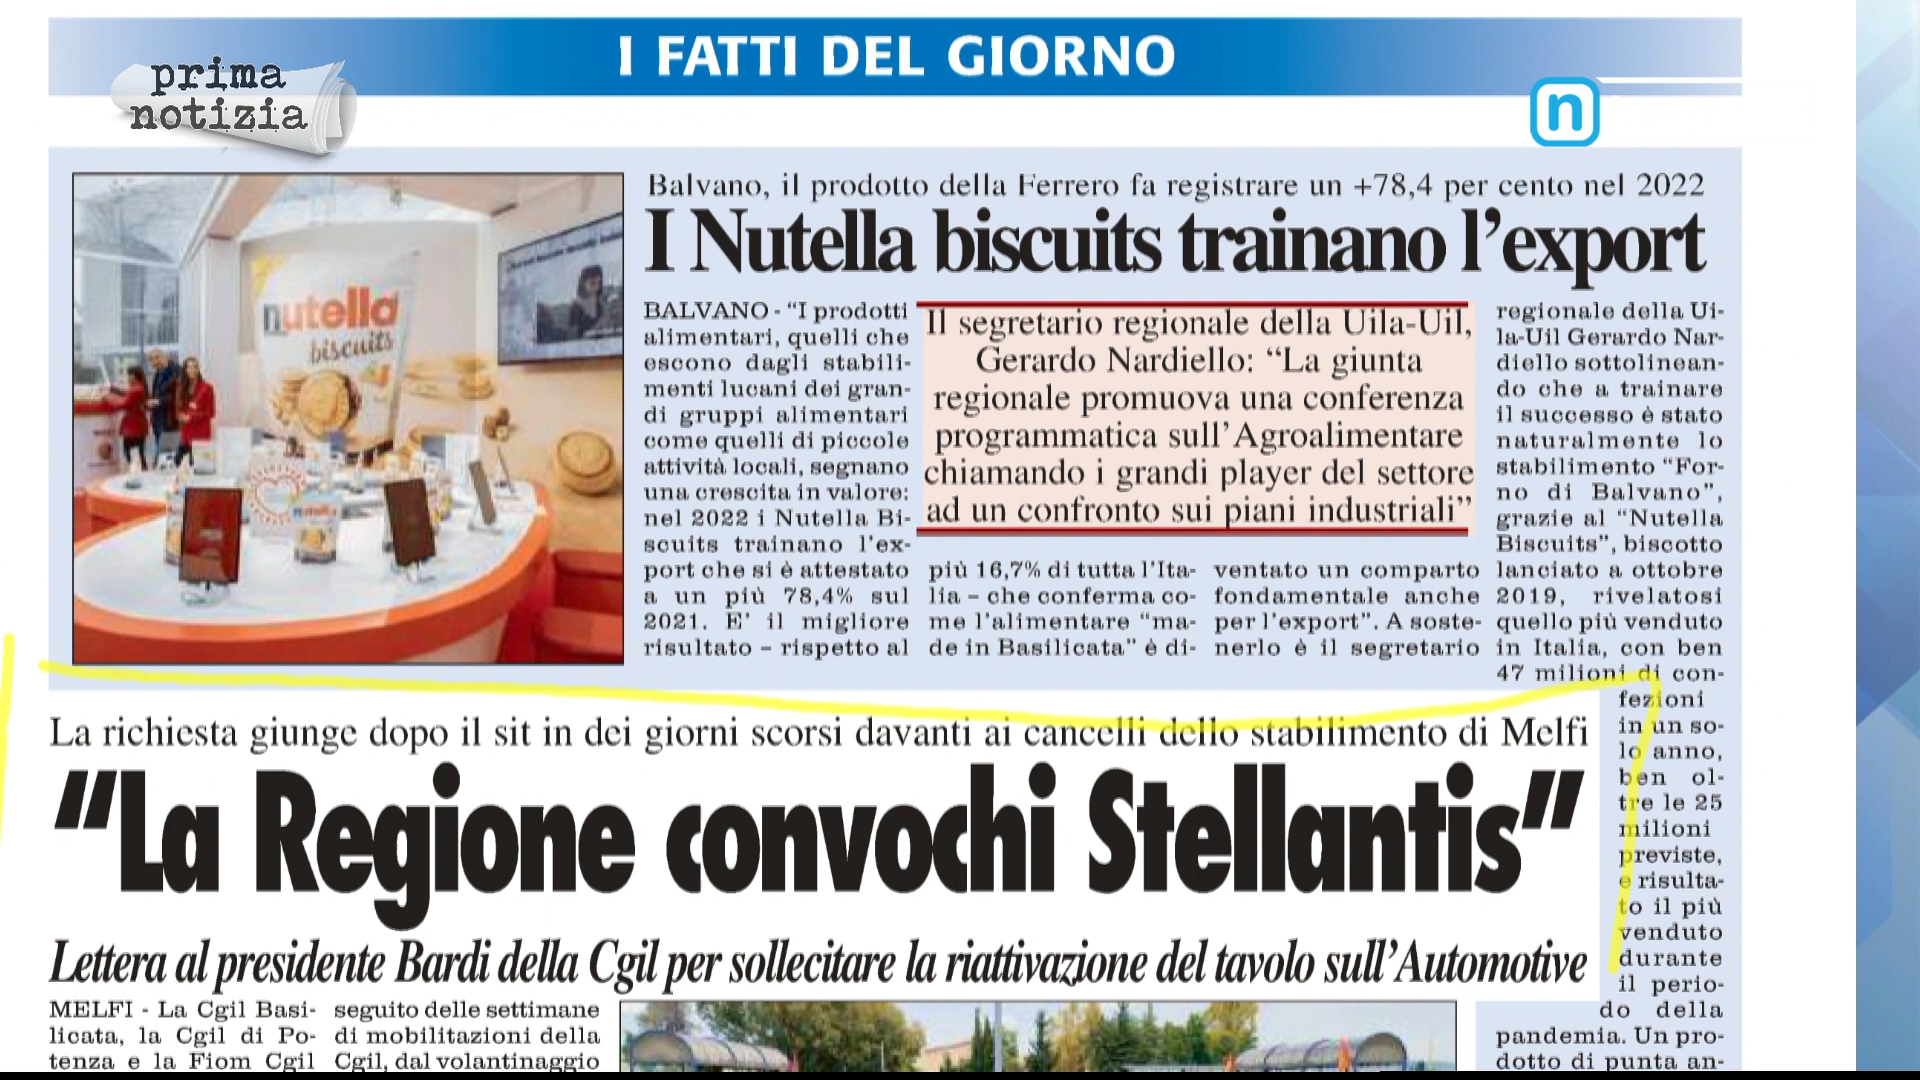 I FATTI DEL GIORNO
prima
notizia
n
Balvano, il prodotto della Ferrero fa registrare un +78,4 per cento nel 2022
I Nutella biscuits trainano l'export
nutella
biscuits
BALVANO - “I prodotti
alimentari, quelli che
escono dagli stabili-
menti lucani dei gran-
di gruppi alimentari
come quelli di piccole
attività locali, segnano
una crescita in valore:
nel 2022 i Nutella Bi-
scuits trainano l'ex-
port che si è attestato
a un più 78,4% sul
2021. E' il migliore
risultato – rispetto al
Il segretario regionale della Uila-Uil,
Gerardo Nardiello: “La giunta
regionale promuova una conferenza
programmatica sull'Agroalimentare
chiamando i grandi player del settore
ad un confronto sui piani industriali”
più 16,7% di tutta l'Ita-
lia – che conferma co-
me l'alimentare “ma-
de in Basilicata” è di-
ventato un comparto
fondamentale anche
per l'export”. A soste-
nerlo è il segretario
regionale della Ui-
la-Uil Gerardo Nar-
diello sottolinean-
do che a trainare
il successo è stato
naturalmente lo
stabilimento “For-
no di Balvano”,
grazie al “Nutella
Biscuits”, biscotto
lanciato a ottobre
2019, rivelatosi
quello più venduto
in Italia, con ben
47 milioni di con-
fezioni
in un so-
lo anno,
ben ol-
tre le 25
milioni
previste,
e risulta-
to il più
venduto
durante
il perio-
do della
pandemia. Un pro-
dotto di punta an-
La richiesta giunge dopo il sit in dei giorni scorsi davanti ai cancelli dello stabilimento di Melfi
“La Regione convochi Stellantis”
Lettera al presidente Bardi della Cgil per sollecitare la riattivazione del tavolo sull'Automotive
MELFI - La Cgil Basi-
licata, la Cgil di Po-
tenza e la Fiom Cgil
seguito delle settimane
di mobilitazioni della
Cgil, dal volantinaggio